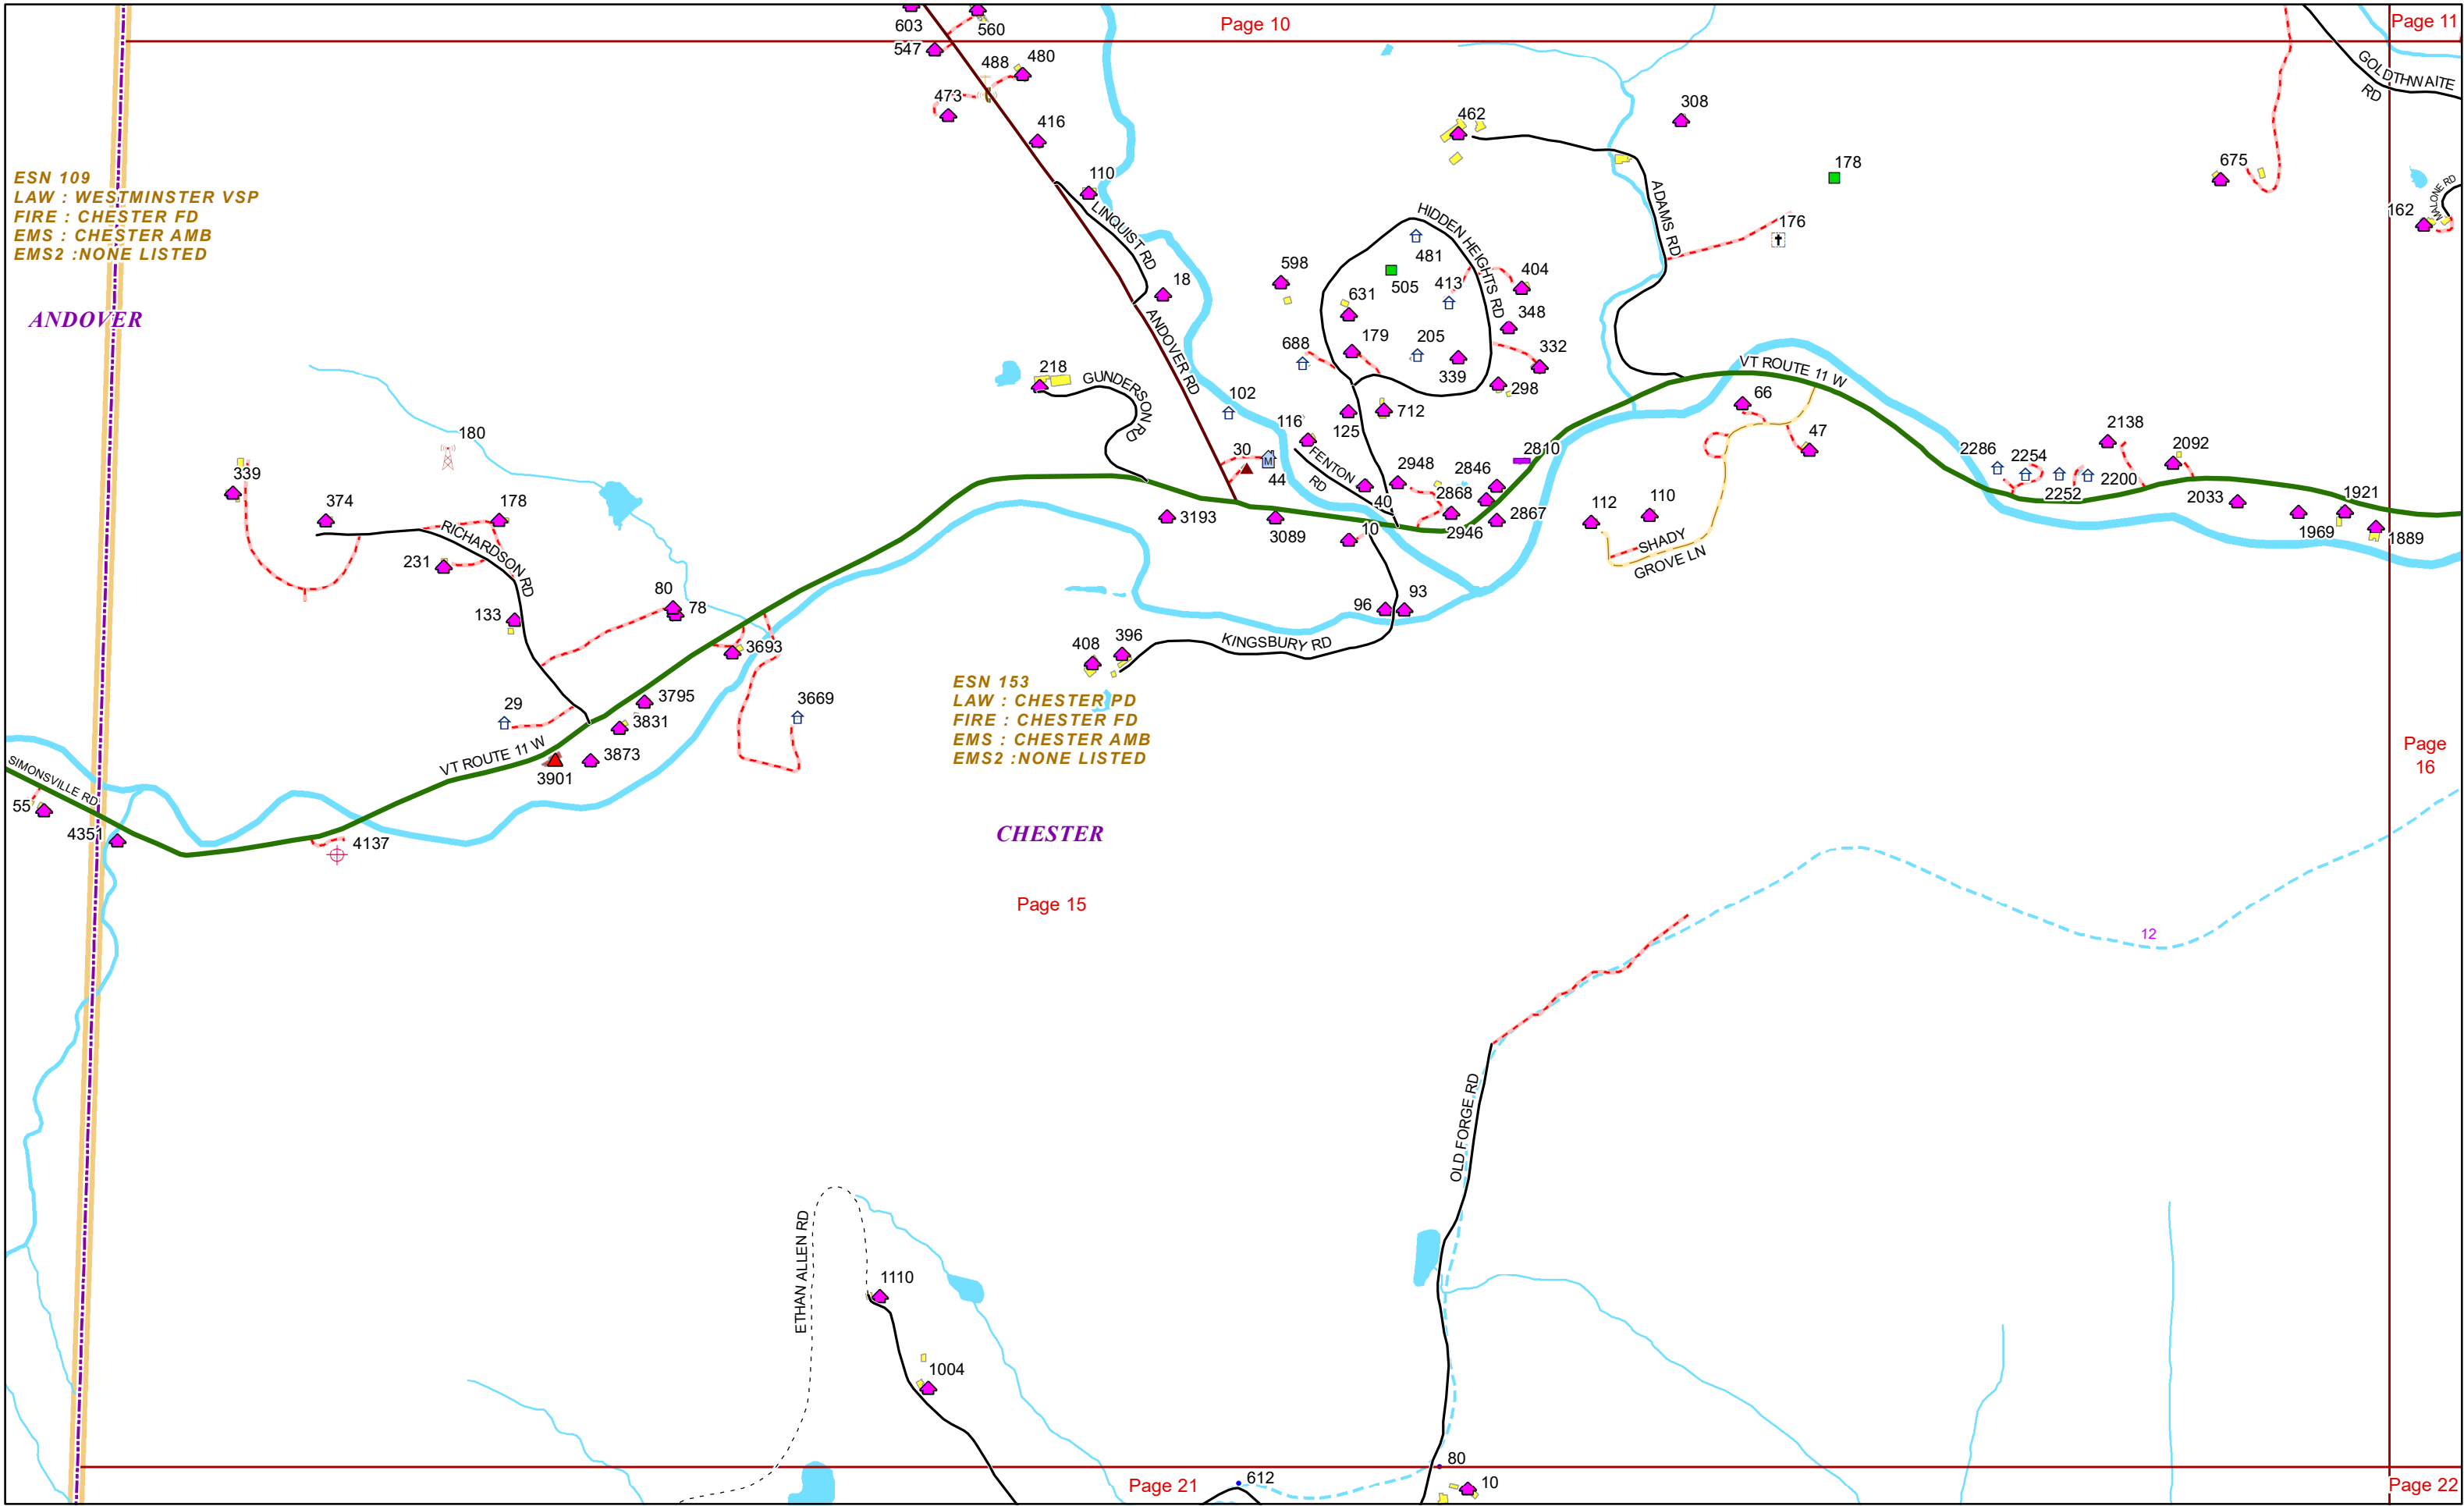 603
560
Page 10
Page 11
547
488
480
GOLDTHWAITE
RD
473
416
462
308
110
178
675
ESN 109
LAW : WESTMINSTER VSP
FIRE : CHESTER FD
EMS : CHESTER AMB
EMS2 :NONE LISTED
LINQUIST RD
HIDDEN HEIGHTS RD
ADAMS RD
176
162
MALONE RD
481
598
505
413
404
18
631
348
ANDOVER
ANDOVER RD
179
205
688
332
339
298
218
GUNDERSON
RD
102
VT ROUTE 11 W
66
712
116
125
47
180
30
44
FENTON
RD
2810
2138
2092
2286
2254
2252
2200
339
374
178
2948
2846
2868
40
2033
1921
3193
3089
10
2946
2867
112
110
1969
1889
RICHARDSON RD
231
SHADY
GROVE LN
133
80
78
96
93
3693
408
396
KINGSBURY RD
ESN 153
LAW : CHESTER PD
FIRE : CHESTER FD
EMS : CHESTER AMB
EMS2 :NONE LISTED
29
3795
3831
3669
VT ROUTE 11 W
3873
3901
Page
16
SIMONSVILLE RD
55
4351
4137
CHESTER
Page 15
12
OLD FORGE RD
ETHAN ALLEN RD
1110
1004
80
612
10
Page 21
Page 22